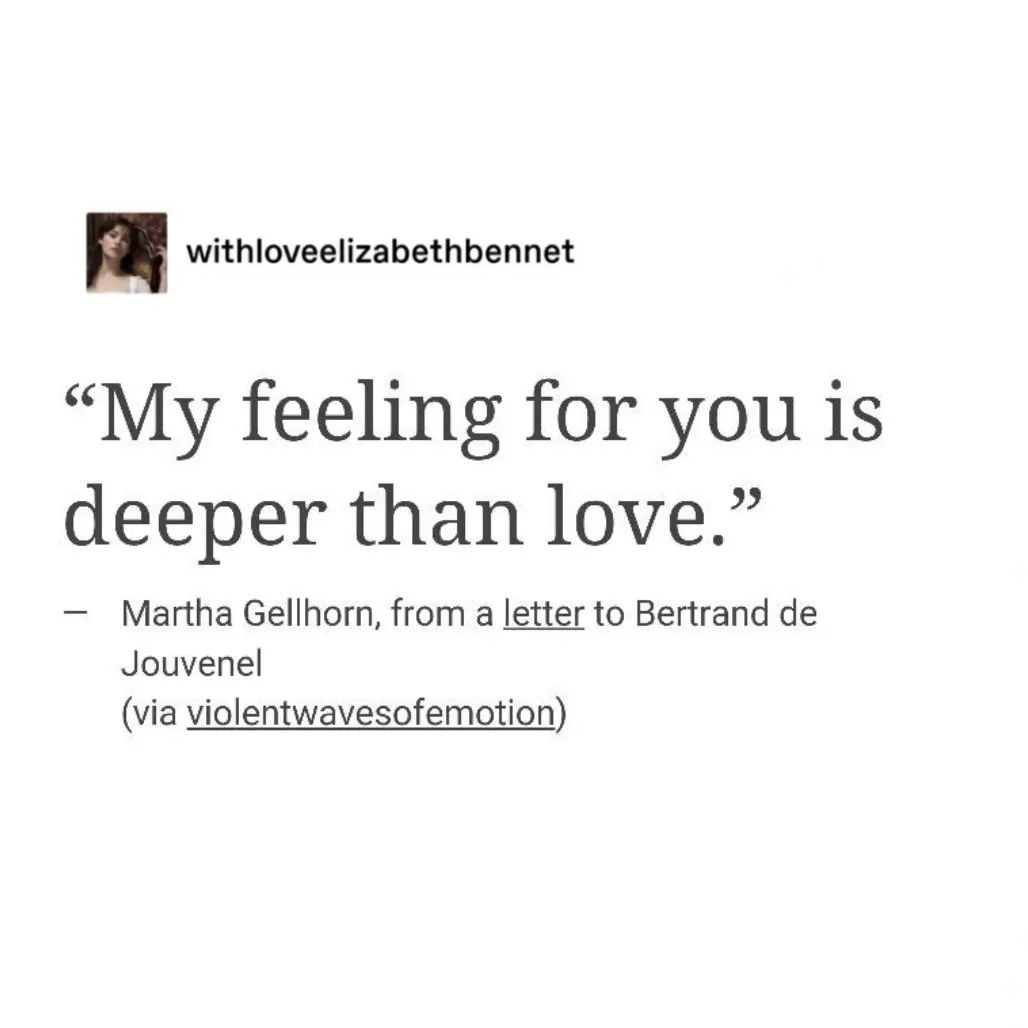 withloveelizabethbennet
“My feeling for you is
deeper than love.”
— Martha Gellhorn, from a letter to Bertrand de
Jouvenel
(via violentwavesofemotion)